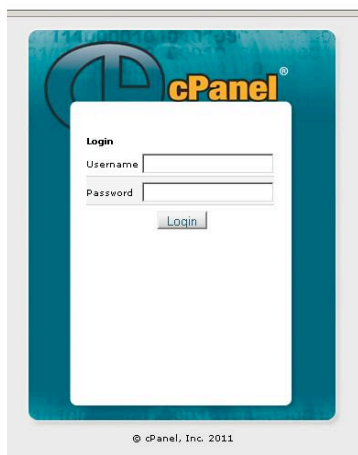 cPanel®
Login
Username
Password
Login
© cPanel, Inc. 2011